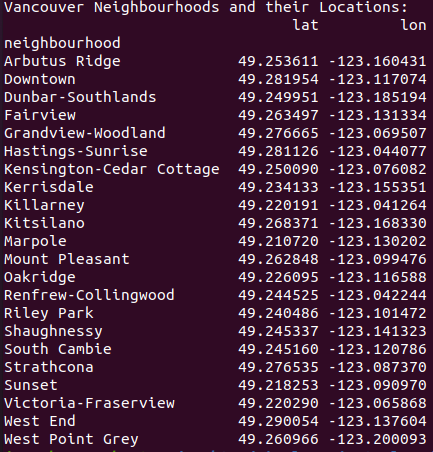 Vancouver Neighbourhoods and their Locations:
lat lon
neighbourhood
Arbutus Ridge 49.253611 -123.160431
Downtown 49.281954 -123.117074
Dunbar-Southlands 49.249951 -123.185194
Fairview 49.263497 -123.131334
Grandview-Woodland 49.276665 -123.069507
Hastings-Sunrise 49.281126 -123.044077
Kensington-Cedar Cottage 49.250090 -123.076082
Kerrisdale 49.234133 -123.155351
Killarney 49.220191 -123.041264
Kitsilano 49.268371 -123.168330
Marpole 49.210720 -123.130202
Mount Pleasant 49.262848 -123.099476
Oakridge 49.226095 -123.116588
Renfrew-Collingwood 49.244525 -123.042244
Riley Park 49.240486 -123.101472
Shaughnessy 49.245337 -123.141323
South Cambie 49.245160 -123.120786
Strathcona 49.276535 -123.087370
Sunset 49.218253 -123.090970
Victoria-Fraserview 49.220290 -123.065868
West End 49.290054 -123.137604
West Point Grey 49.260966 -123.200093